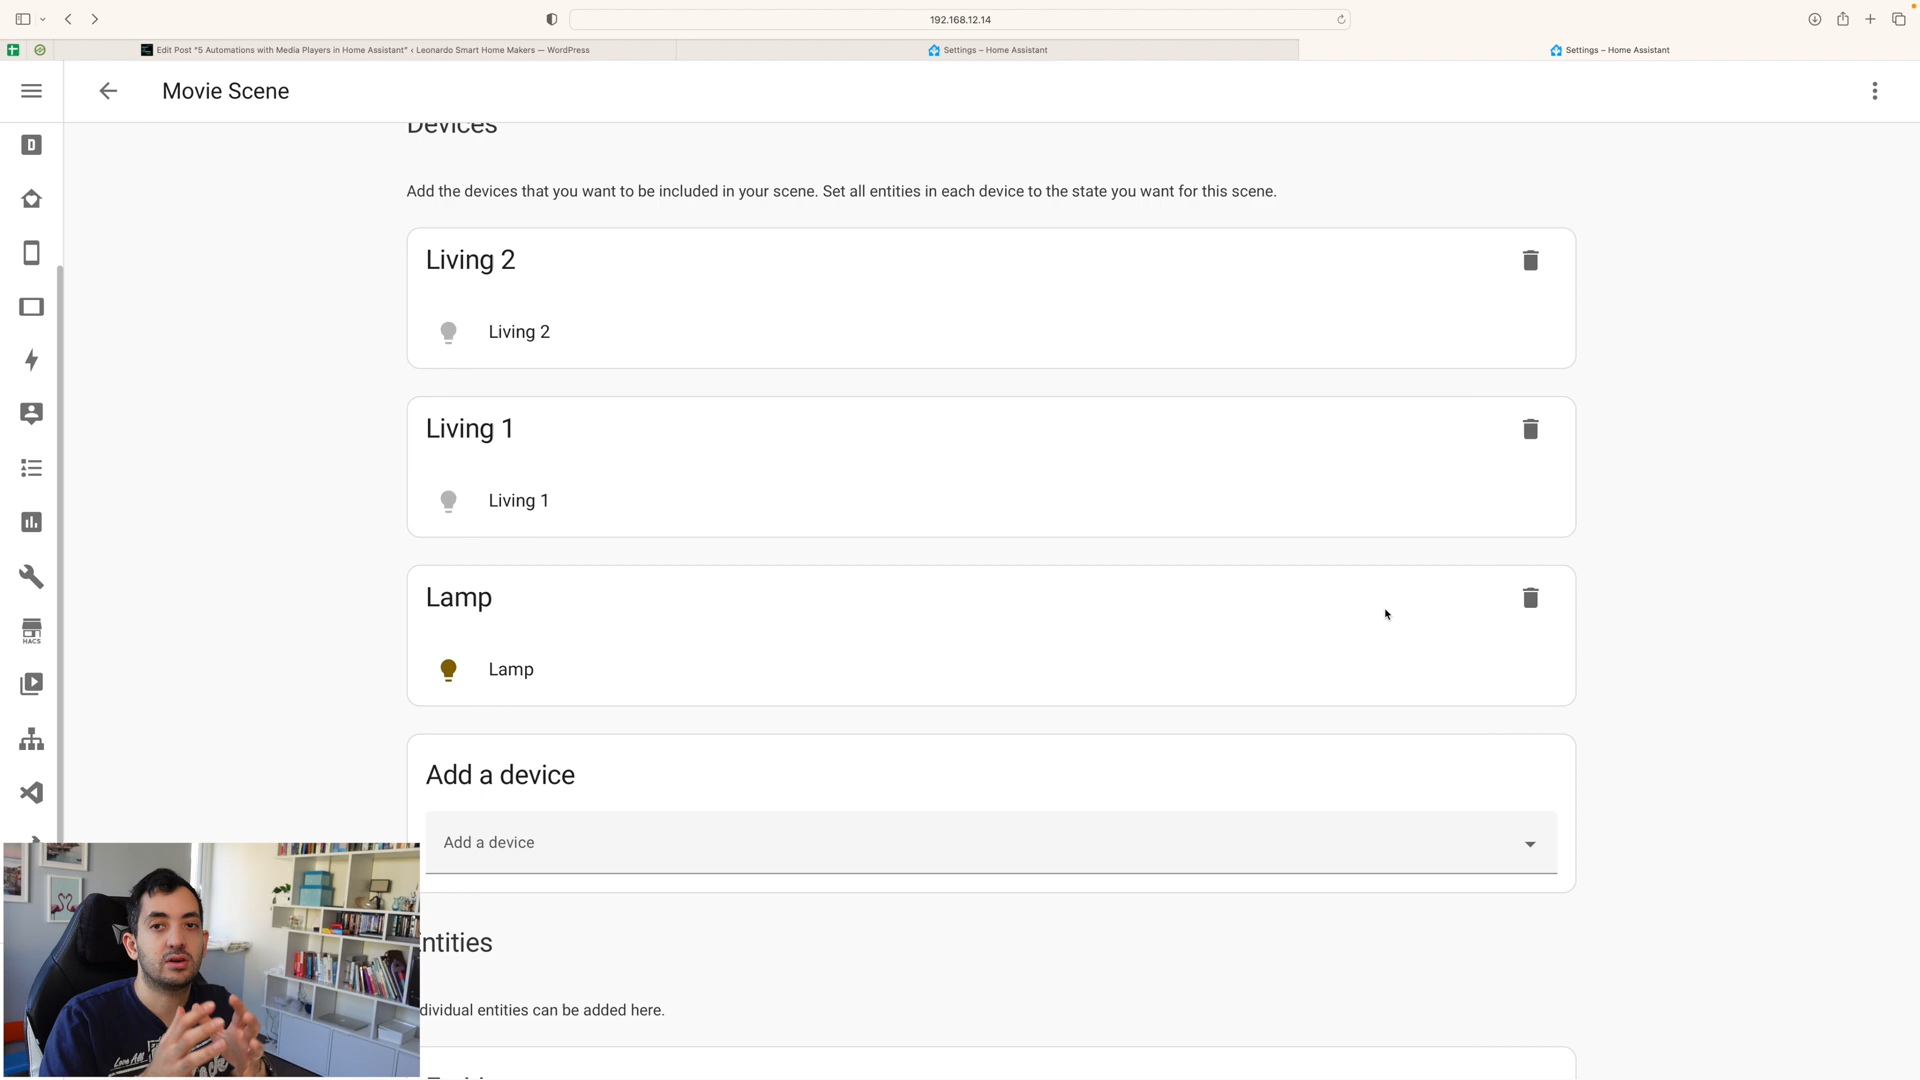 192.168.12.14
Edit Post "5 Automations with Media Players in Home Assistant" ‹ Leonardo Smart Home Makers — WordPress
Settings – Home Assistant
Settings – Home Assistant
Movie Scene
D
Devices
Add the devices that you want to be included in your scene. Set all entities in each device to the state you want for this scene.
Living 2
Living 2
Living 1
Living 1
Lamp
Lamp
HACS
Add a device
Add a device
ntities
dividual entities can be added here.